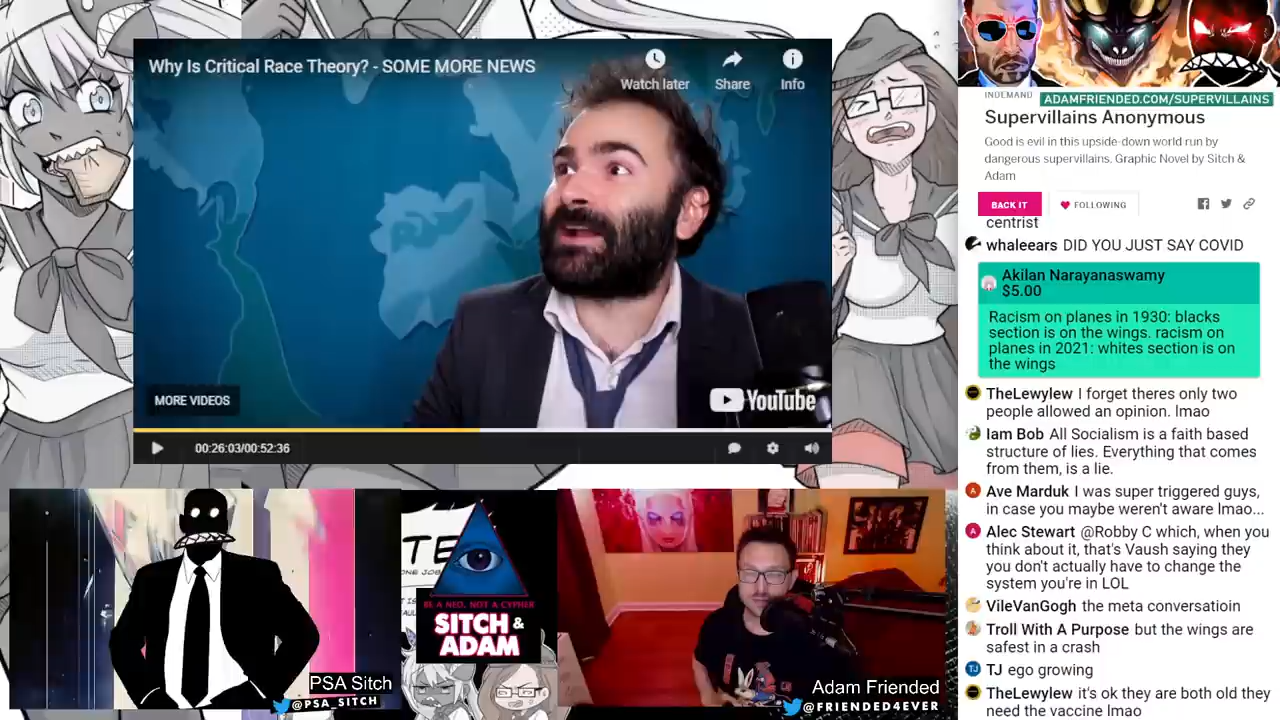 Why Is Critical Race Theory? - SOME MORE NEWS
Watch later
Share
Info
MORE VIDEOS
YouTube
00:26:03/00:52:36
INDEMAND
ADAMFRIENDED.COM/SUPERVILLAINS
Supervillains Anonymous
Good is evil in this upside-down world run by
dangerous supervillains. Graphic Novel by Sitch &
Adam
BACK IT
FOLLOWING
centrist
whaleears DID YOU JUST SAY COVID
Akilan Narayanaswamy
$5.00
Racism on planes in 1930: blacks
section is on the wings. racism on
planes in 2021: whites section is on
the wings
TheLewylew I forget theres only two
people allowed an opinion. lmao
Iam Bob All Socialism is a faith based
structure of lies. Everything that comes
from them, is a lie.
A
Ave Marduk I was super triggered guys,
in case you maybe weren't aware lmao...
A
Alec Stewart @Robby C which, when you
think about it, that's Vaush saying they
you don't actually have to change the
system you're in LOL
VileVanGogh the meta conversatioin
Troll With A Purpose but the wings are
safest in a crash
TJ
TJ ego growing
TheLewylew it's ok they are both old they
need the vaccine lmao
PSA Sitch
@PSA_SITCH
TE
ONE JOB
BE A NEO, NOT A CYPHER
SITCH &
ADAM
Adam Friended
@FRIENDED4EVER